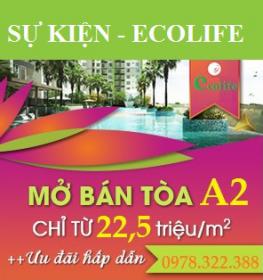 SỰ KIỆN - ECOLIFE
ecolife
MỞ BÁN TÒA A2
CHỈ TỪ 22,5 triệu/m²
++Ưu đãi hấp dẫn 0978.322.388